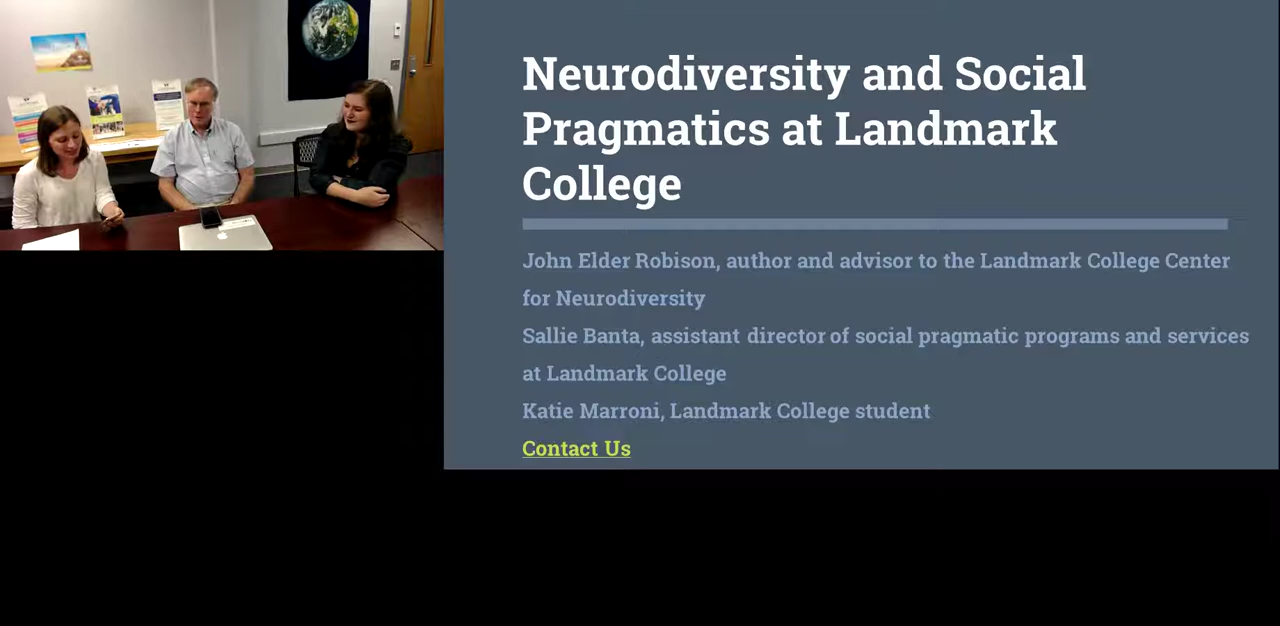 Neurodiversity and Social
Pragmatics at Landmark
College
John Elder Robison, author and advisor to the Landmark College Center
for Neurodiversity
Sallie Banta, assistant director of social pragmatic programs and services
at Landmark College
Katie Marroni, Landmark College student
Contact Us